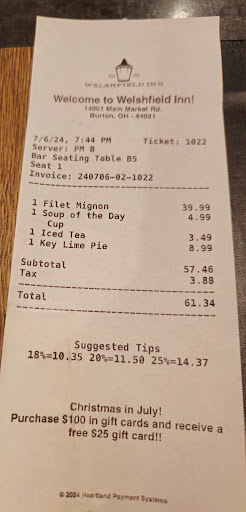 WELSHFIELD INN
Welcome to Welshfield Inn!
14001 Main Market Rd.
Burton, OH - 44021
7/6/24, 7:44 PM Ticket: 1022
Server: PM B
Bar Seating Table B5
Seat 1
Invoice: 240706-02-1022
1 Filet Mignon 39.99
1 Soup of the Day 4.99
Cup
1 Iced Tea 3.49
1 Key Lime Pie 8.99
Subtotal 57.46
Tax 3.88
Total 61.34
Suggested Tips
18%=10.35 20%=11.50 25%=14.37
Christmas in July!
Purchase $100 in gift cards and receive a
free $25 gift card!!
© 2024 Heartland Payment Systems